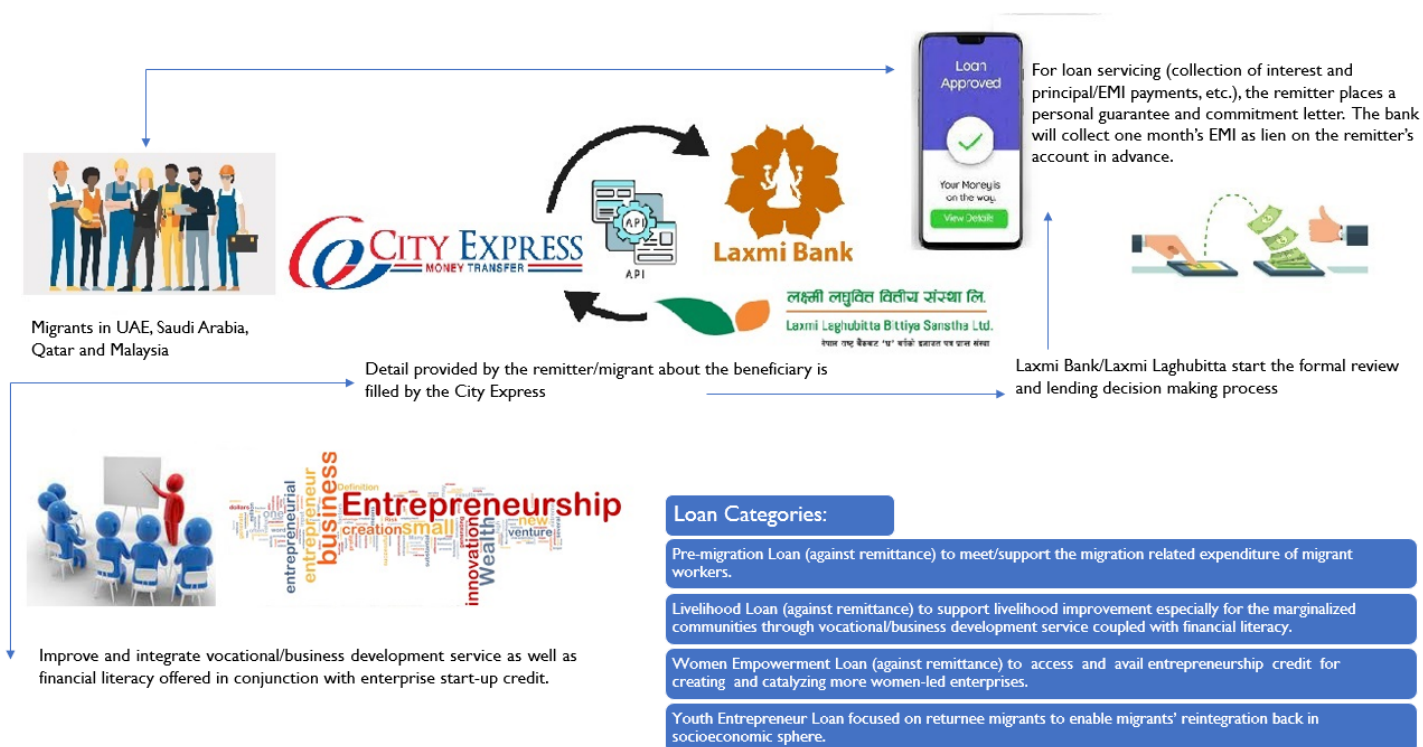 Loan
Approved
Your Money is
on the way.
View Details
For loan servicing (collection of interest and
principal/EMI payments, etc.), the remitter places a
personal guarantee and commitment letter. The bank
will collect one month's EMI as lien on the remitter's
account in advance.
CITY EXPRESS
MONEY TRANSFER
API
API
Laxmi Bank
लक्ष्मी लघुवित्त वित्तीय संस्था लि.
Laxmi Laghubitta Bittiya Sanstha Ltd.
नेपाल राष्ट्र बैंकबाट 'घ' वर्गको इजाजत पत्र प्राप्त संस्था
Migrants in UAE, Saudi Arabia,
Qatar and Malaysia
Detail provided by the remitter/migrant about the beneficiary is
filled by the City Express
Laxmi Bank/Laxmi Laghubitta start the formal review
and lending decision making process
Definition
dollars
one
entrepreneurial
entrepreneur
business
Entrepreneurship
creation
small
innovation
Wealth
new
venture
Improve and integrate vocational/business development service as well as
financial literacy offered in conjunction with enterprise start-up credit.
Loan Categories:
Pre-migration Loan (against remittance) to meet/support the migration related expenditure of migrant
workers.
Livelihood Loan (against remittance) to support livelihood improvement especially for the marginalized
communities through vocational/business development service coupled with financial literacy.
Women Empowerment Loan (against remittance) to access and avail entrepreneurship credit for
creating and catalyzing more women-led enterprises.
Youth Entrepreneur Loan focused on returnee migrants to enable migrants' reintegration back in
socioeconomic sphere.